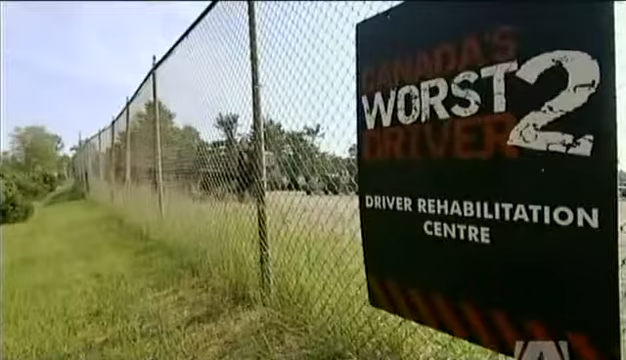 CANADA'S
WORST
DRIVER 2
DRIVER REHABILITATION
CENTRE